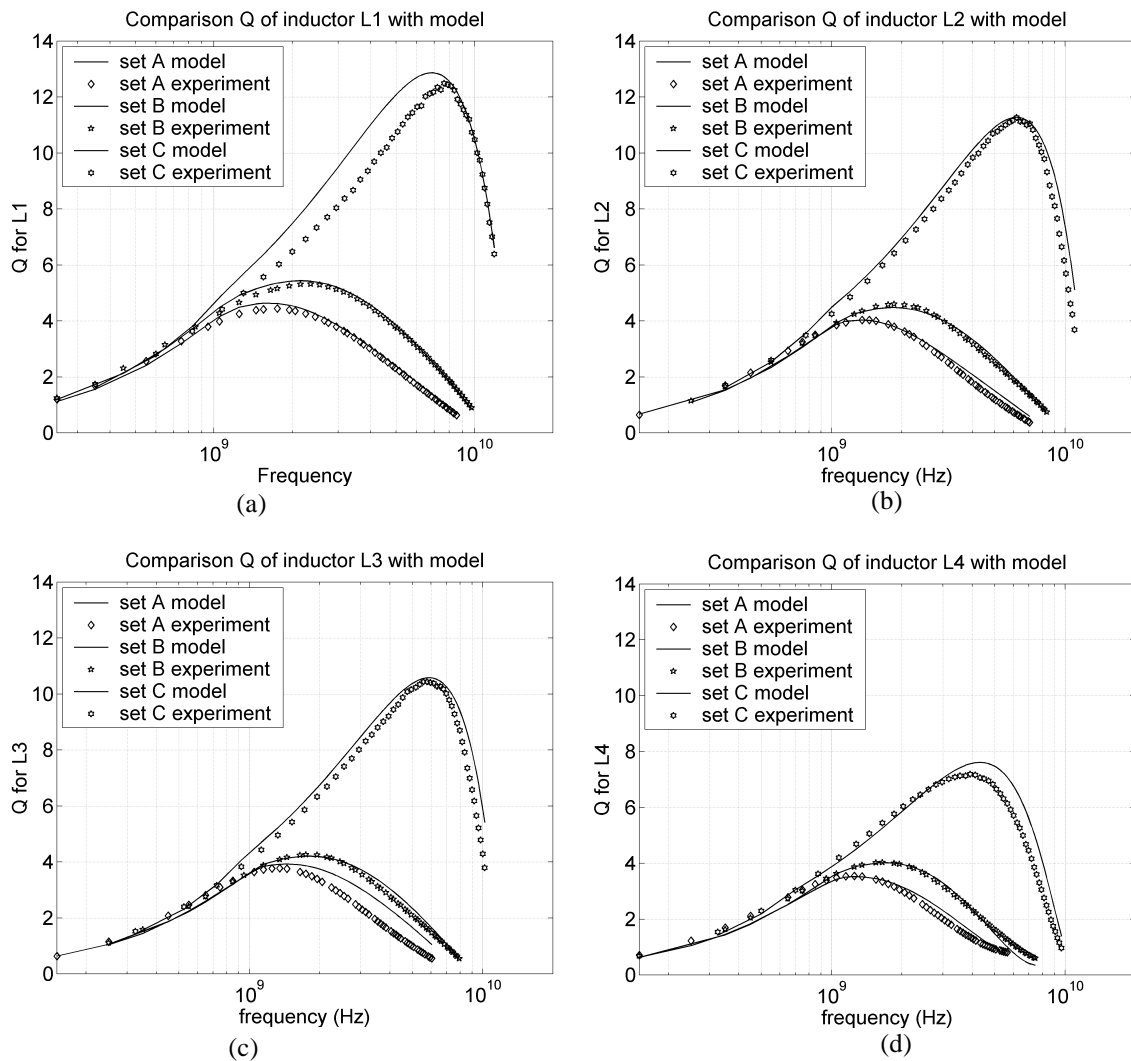 Comparison Q of inductor L1 with model
14
12
10
8
6
4
2
0
Q for L1
set A model
set A experiment
set B model
set B experiment
set C model
set C experiment
10^9
10^10
Frequency
(a)
Comparison Q of inductor L2 with model
14
12
10
8
6
4
2
0
Q for L2
set A model
set A experiment
set B model
set B experiment
set C model
set C experiment
10^9
10^10
frequency (Hz)
(b)
Comparison Q of inductor L3 with model
14
12
10
8
6
4
2
0
Q for L3
set A model
set A experiment
set B model
set B experiment
set C model
set C experiment
10^9
10^10
frequency (Hz)
(c)
Comparison Q of inductor L4 with model
14
12
10
8
6
4
2
0
Q for L4
set A model
set A experiment
set B model
set B experiment
set C model
set C experiment
10^9
10^10
frequency (Hz)
(d)